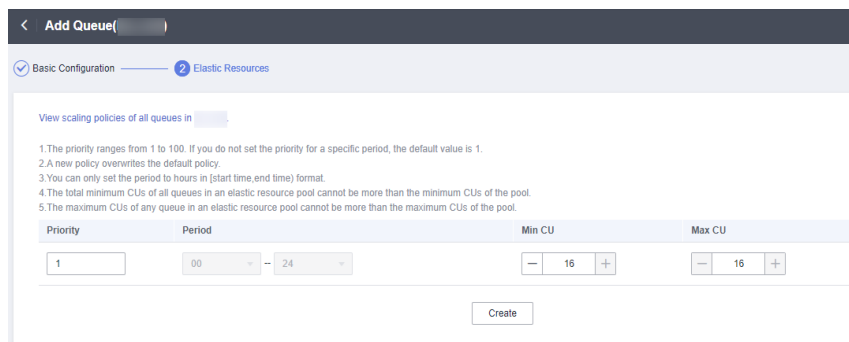 Add Queue( )
Basic Configuration 2 Elastic Resources
View scaling policies of all queues in .
1.The priority ranges from 1 to 100. If you do not set the priority for a specific period, the default value is 1.
2.A new policy overwrites the default policy.
3.You can only set the period to hours in [start time,end time) format.
4.The total minimum CUs of all queues in an elastic resource pool cannot be more than the minimum CUs of the pool.
5.The maximum CUs of any queue in an elastic resource pool cannot be more than the maximum CUs of the pool.
Priority Period Min CU Max CU
1 00 -- 24 16 16
Create